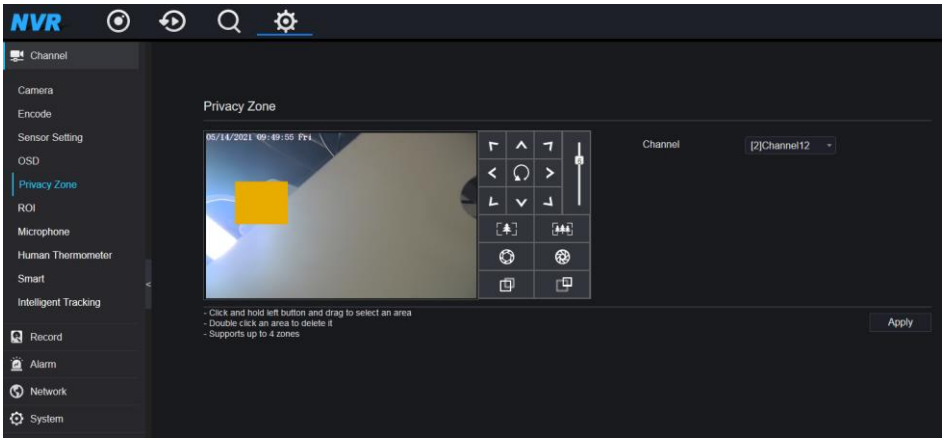 NVR
Channel
Camera
Encode
Sensor Setting
OSD
Privacy Zone
ROI
Microphone
Human Thermometer
Smart
Intelligent Tracking
Record
Alarm
Network
System
Privacy Zone
05/14/2021 09:49:55 Fri
Channel
[2]Channel12
- Click and hold left button and drag to select an area
- Double click an area to delete it
- Supports up to 4 zones
Apply